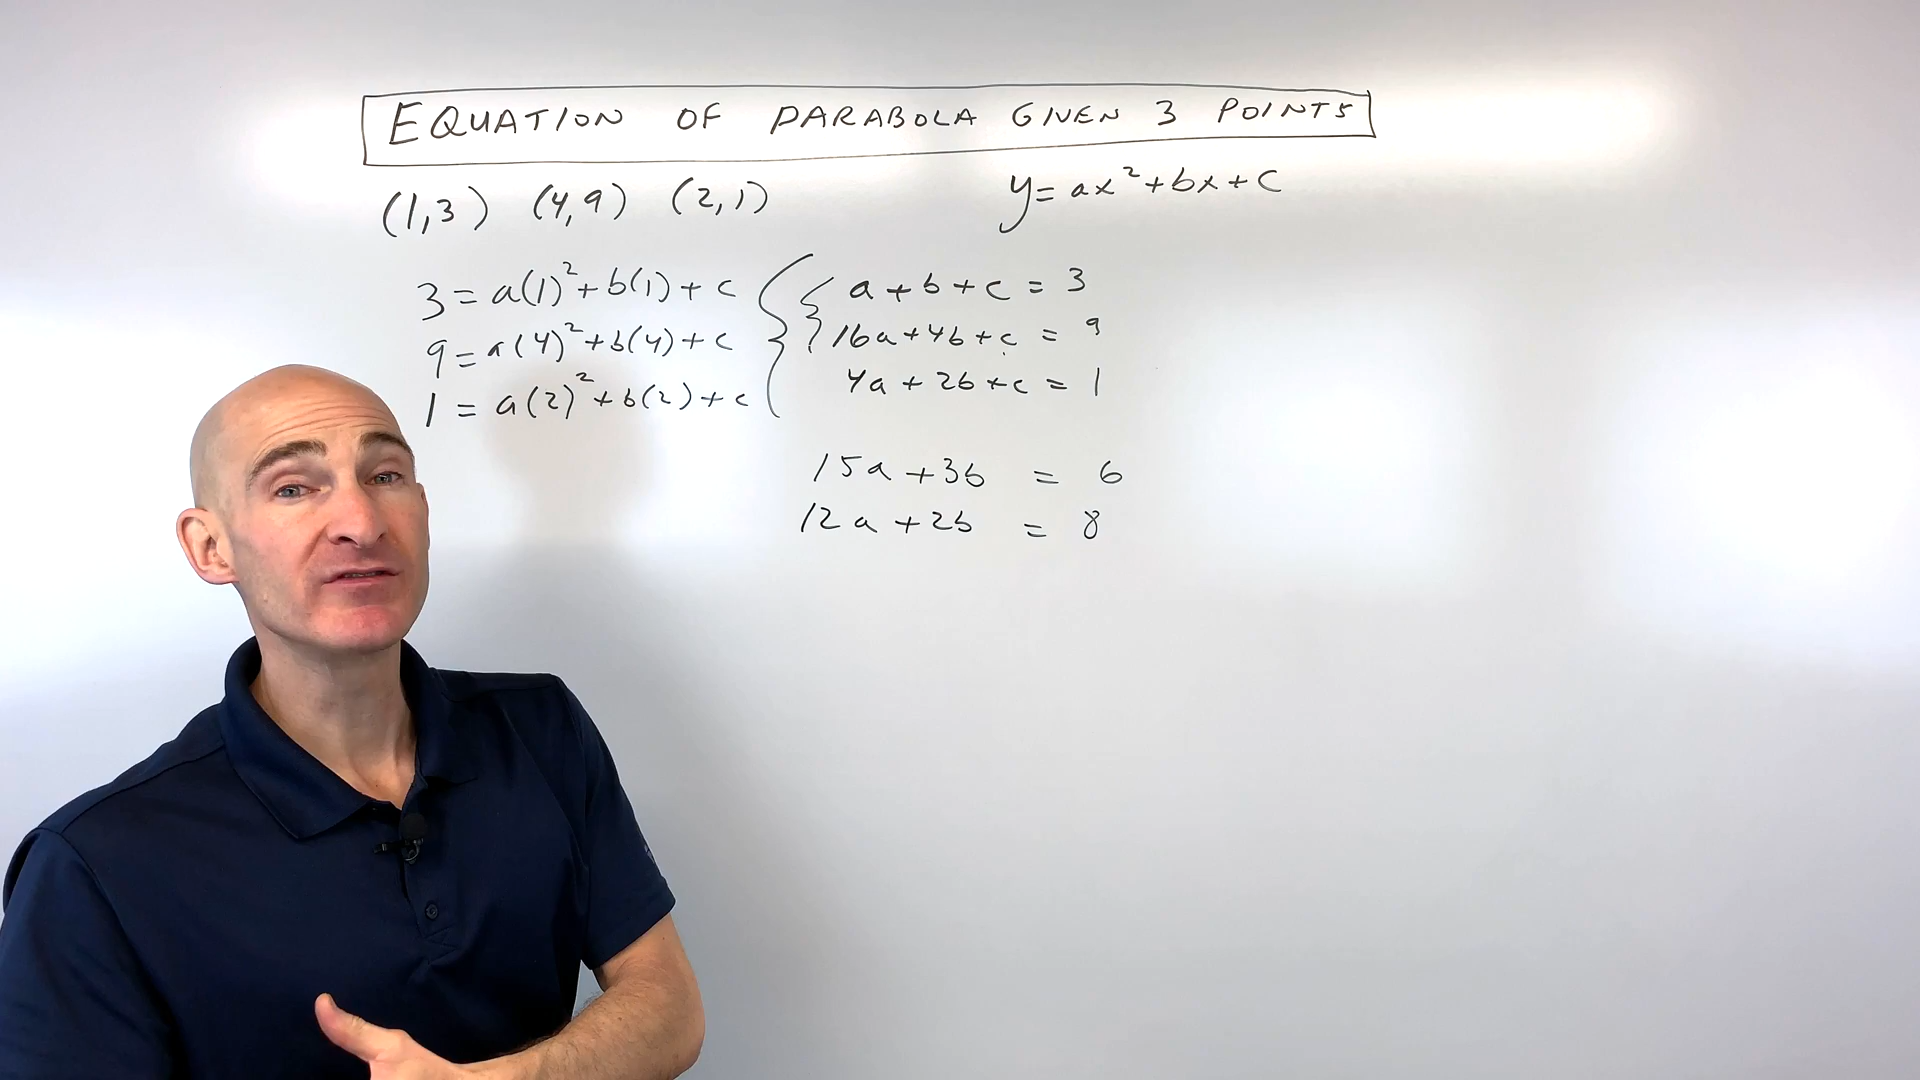 EQUATION OF PARABOLA GIVEN 3 POINTS
(1,3) (4,9) (2,1) y = ax²+bx+c
3 = a(1)²+b(1)+c a+b+c = 3
9 = a(4)²+b(4)+c 16a+4b+c = 9
1 = a(2)²+b(2)+c 4a+2b+c = 1
15a+3b = 6
12a+2b = 8